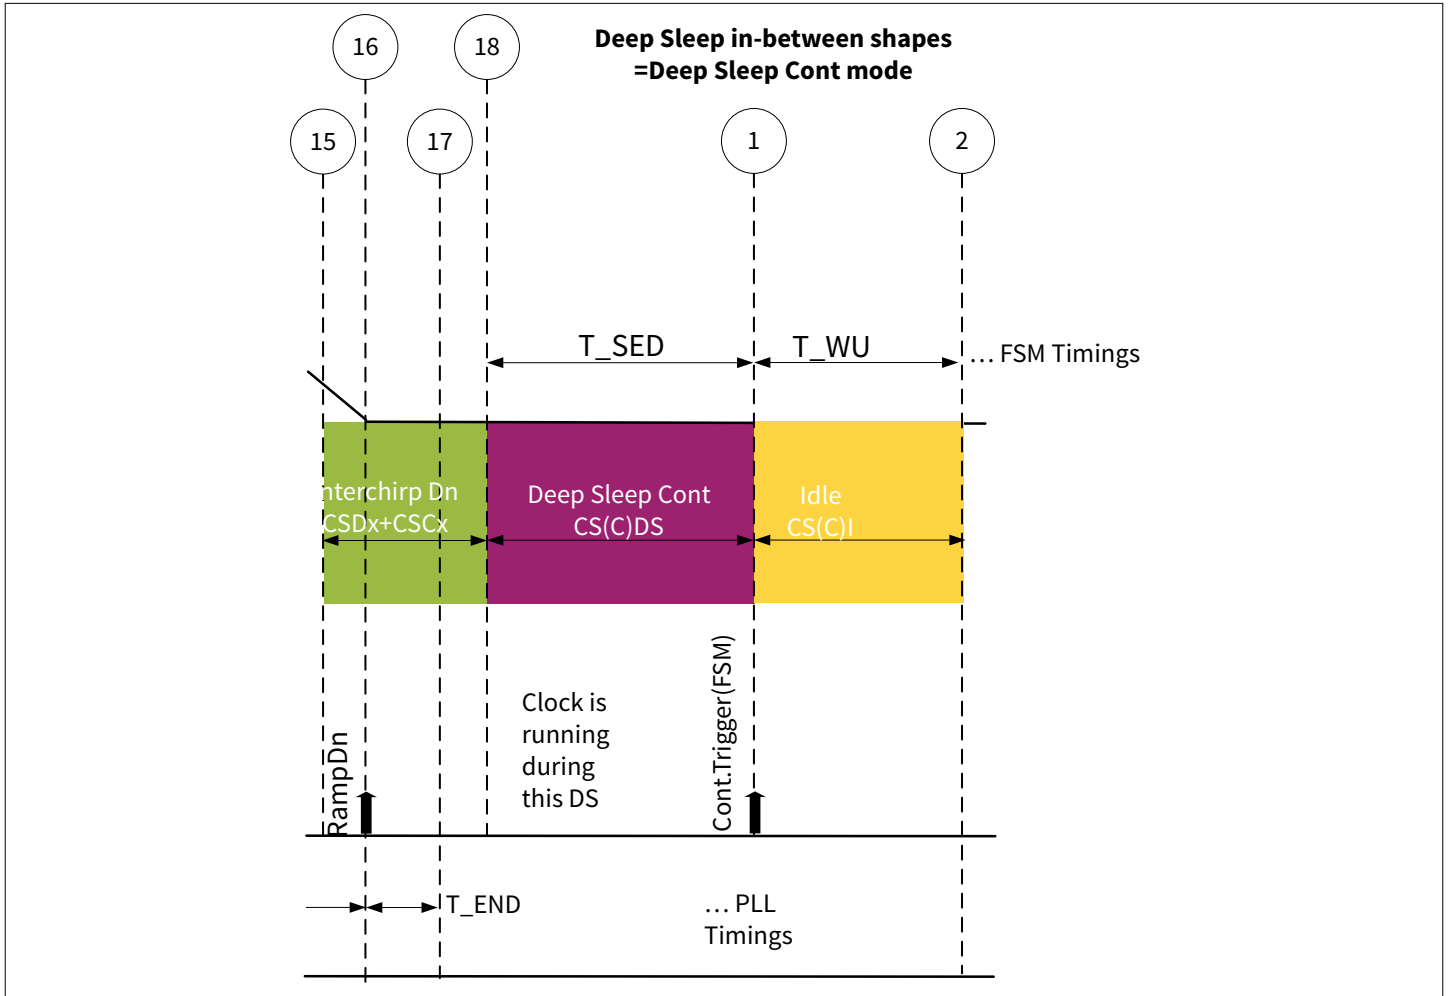 16
18
Deep Sleep in-between shapes
=Deep Sleep Cont mode
15
17
1
2
T_SED
T_WU
… FSM Timings
nterchirp Dn
CSDx+CSCx
Deep Sleep Cont
CS(C)DS
Idle
CS(C)I
RampDn
Clock is
running
during
this DS
Cont.Trigger(FSM)
T_END
… PLL
Timings